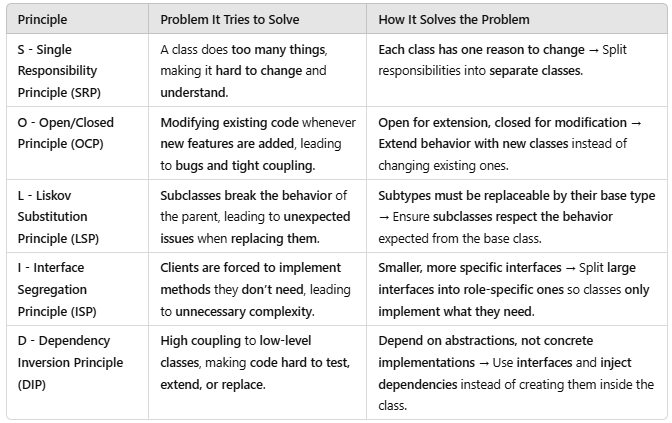 Principle
Problem It Tries to Solve
How It Solves the Problem
S - Single
Responsibility
Principle (SRP)
A class does too many things,
making it hard to change and
understand.
Each class has one reason to change → Split
responsibilities into separate classes.
O - Open/Closed
Principle (OCP)
Modifying existing code whenever
new features are added, leading
to bugs and tight coupling.
Open for extension, closed for modification →
Extend behavior with new classes instead of
changing existing ones.
L - Liskov
Substitution
Principle (LSP)
Subclasses break the behavior of
the parent, leading to unexpected
issues when replacing them.
Subtypes must be replaceable by their base type
→ Ensure subclasses respect the behavior
expected from the base class.
I - Interface
Segregation
Principle (ISP)
Clients are forced to implement
methods they don't need, leading
to unnecessary complexity.
Smaller, more specific interfaces → Split large
interfaces into role-specific ones so classes only
implement what they need.
D - Dependency
Inversion Principle
(DIP)
High coupling to low-level
classes, making code hard to test,
extend, or replace.
Depend on abstractions, not concrete
implementations → Use interfaces and inject
dependencies instead of creating them inside the
class.